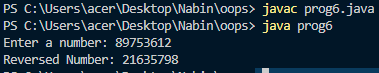 PS C:\Users\acer\Desktop\Nabin\oops> javac prog6.java
PS C:\Users\acer\Desktop\Nabin\oops> java prog6
Enter a number: 89753612
Reversed Number: 21635798